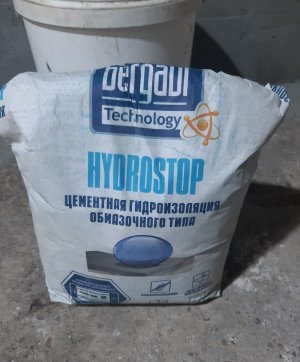 Bergauf
Technology
HYDROSTOP
ЦЕМЕНТНАЯ ГИДРОИЗОЛЯЦИЯ
ОБМАЗОЧНОГО ТИПА